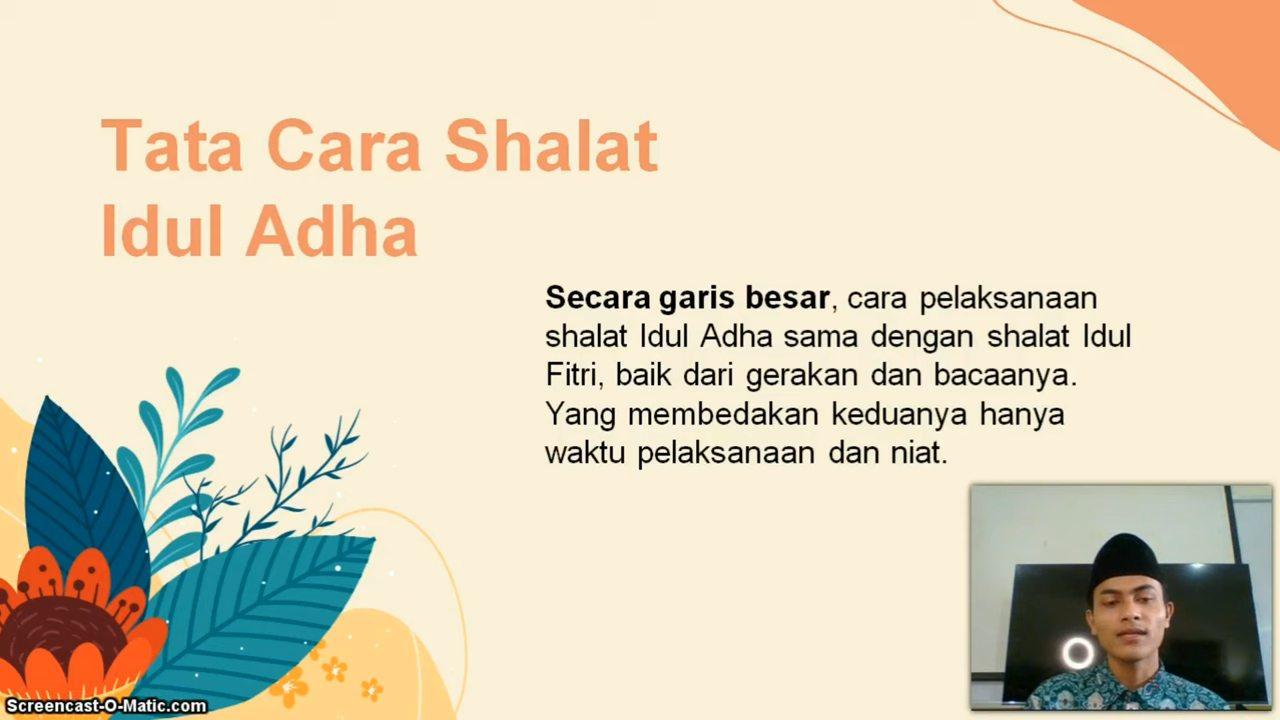 Tata Cara Shalat
Idul Adha
Secara garis besar, cara pelaksanaan
shalat Idul Adha sama dengan shalat Idul
Fitri, baik dari gerakan dan bacaanya.
Yang membedakan keduanya hanya
waktu pelaksanaan dan niat.
Screencast-O-Matic.com